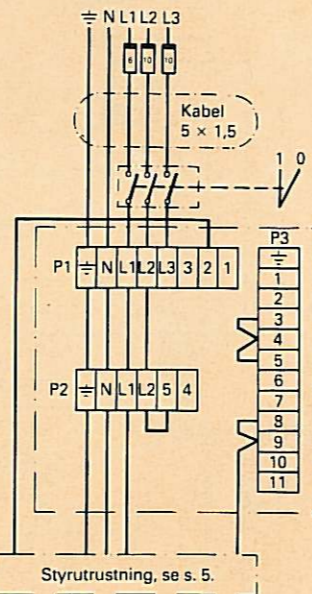 ⏚ N L1 L2 L3
6 10 10
Kabel
5 × 1,5
1 0
P3
P1 ⏚ N L1 L2 L3 3 2 1
⏚
1
2
3
4
5
6
7
8
9
10
11
P2 ⏚ N L1 L2 5 4
Styrutrustning, se s. 5.